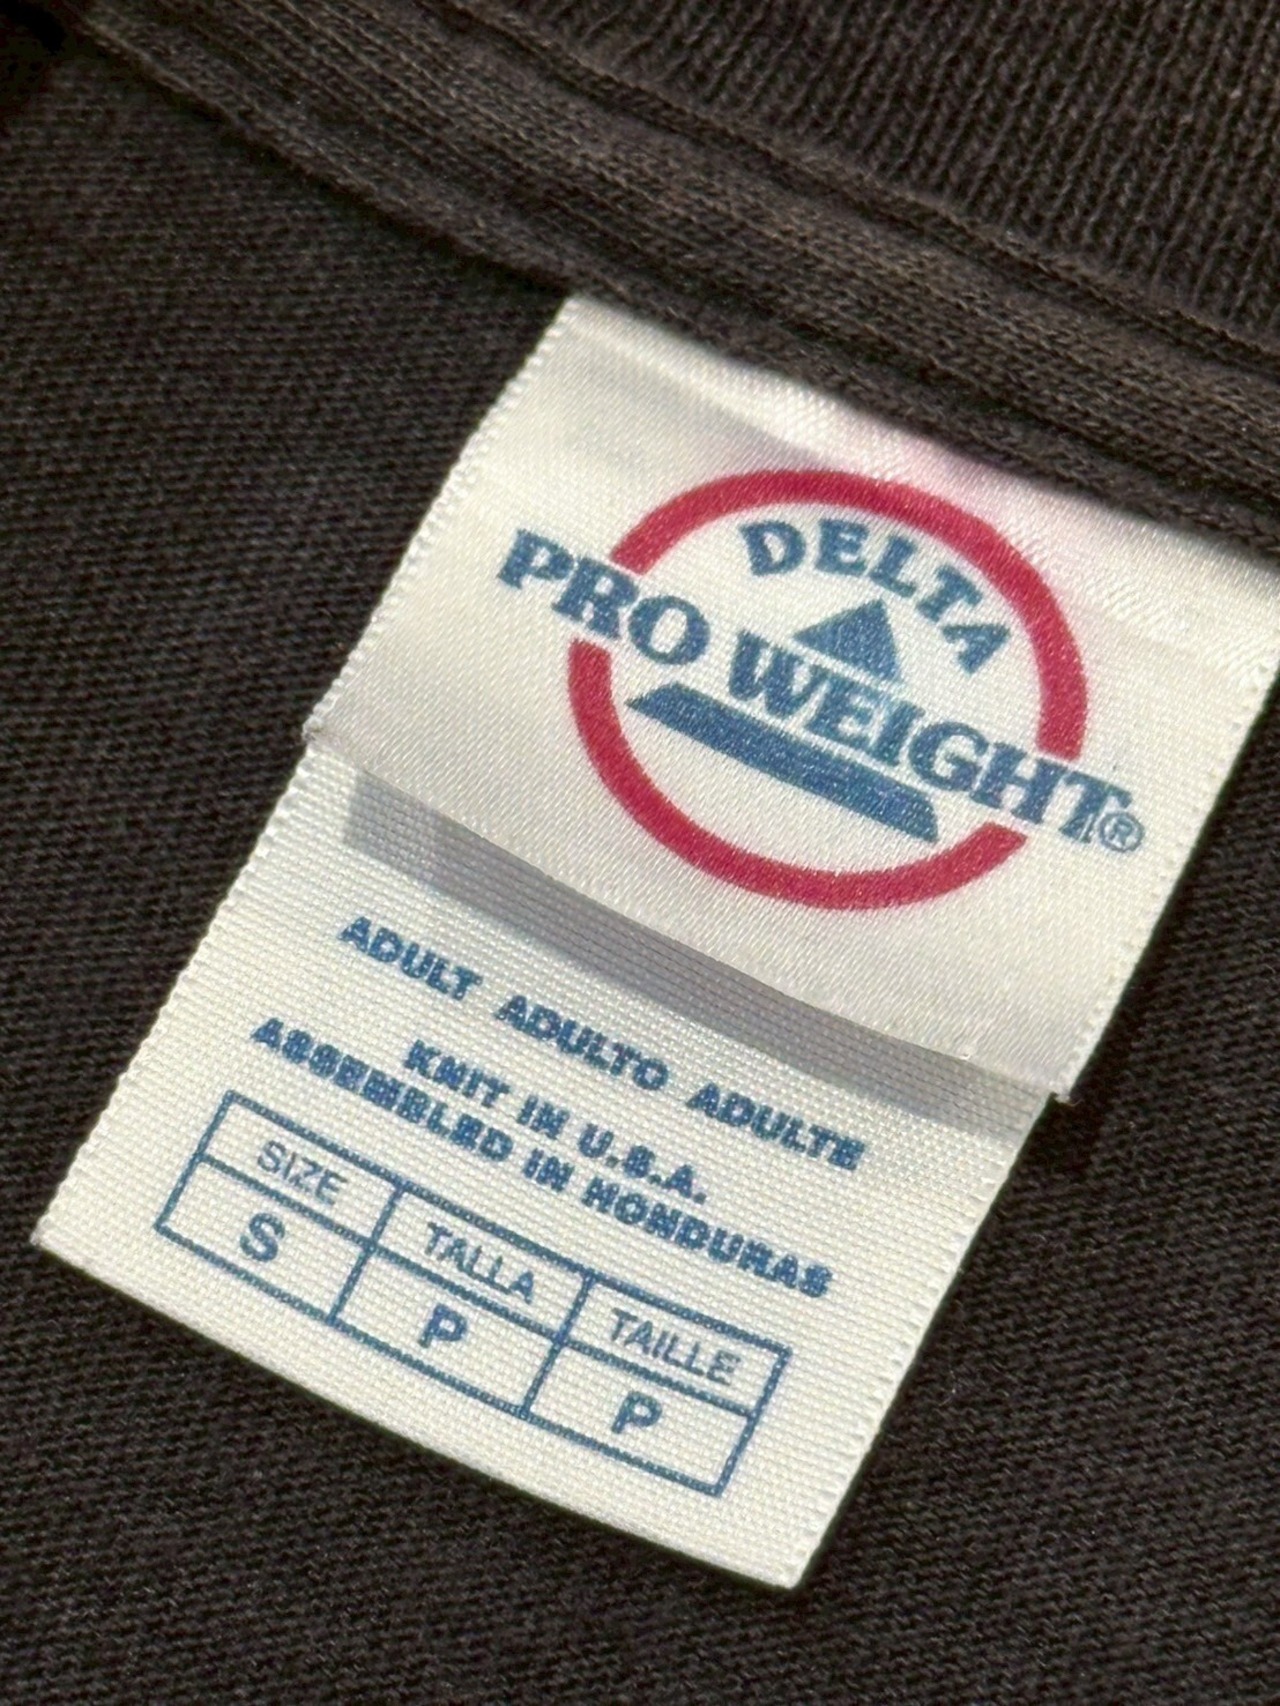 DELTA
PRO WEIGHT®
ADULT ADULTO ADULTE
KNIT IN U.S.A.
ASSEMBLED IN HONDURAS
SIZE TALLA TAILLE
S P P